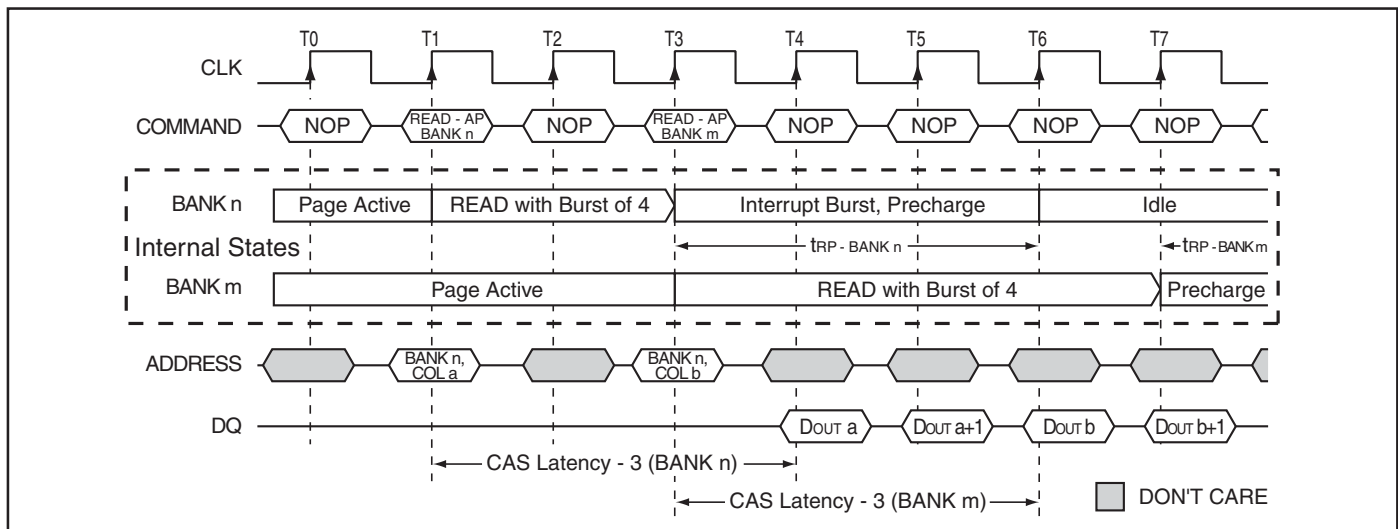 T0 T1 T2 T3 T4 T5 T6 T7
CLK
COMMAND NOP READ - AP BANK n NOP READ - AP BANK m NOP NOP NOP NOP
BANK n Page Active READ with Burst of 4 Interrupt Burst, Precharge Idle
Internal States tRP - BANK n tRP - BANK m
BANK m Page Active READ with Burst of 4 Precharge
ADDRESS BANK n, COL a BANK n, COL b
DQ DOUT a DOUT a+1 DOUT b DOUT b+1
CAS Latency - 3 (BANK n)
CAS Latency - 3 (BANK m) DON'T CARE